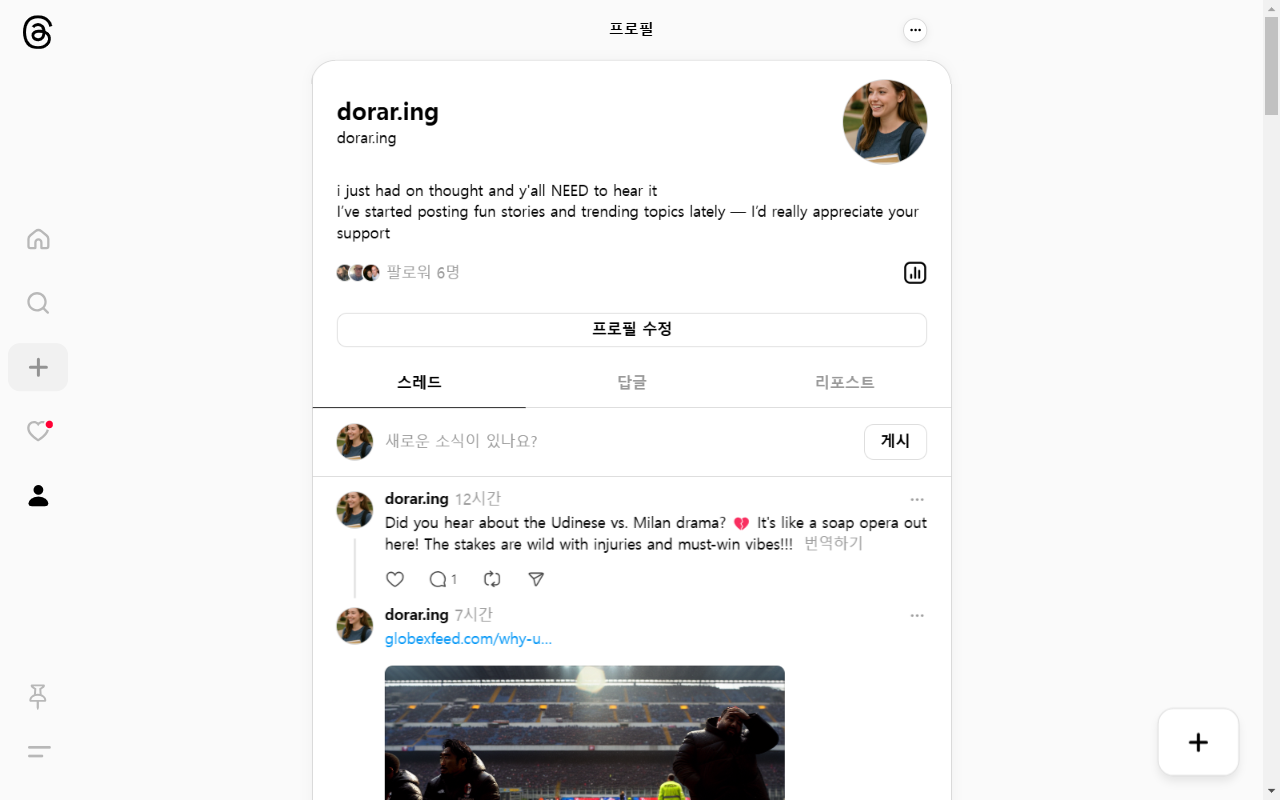 프로필
dorar.ing
dorar.ing
i just had on thought and y'all NEED to hear it
I've started posting fun stories and trending topics lately — I'd really appreciate your
support
팔로워 6명
프로필 수정
스레드 답글 리포스트
새로운 소식이 있나요? 게시
dorar.ing 12시간
Did you hear about the Udinese vs. Milan drama? 💔 It's like a soap opera out
here! The stakes are wild with injuries and must-win vibes!!! 번역하기
1
dorar.ing 7시간
globexfeed.com/why-u...